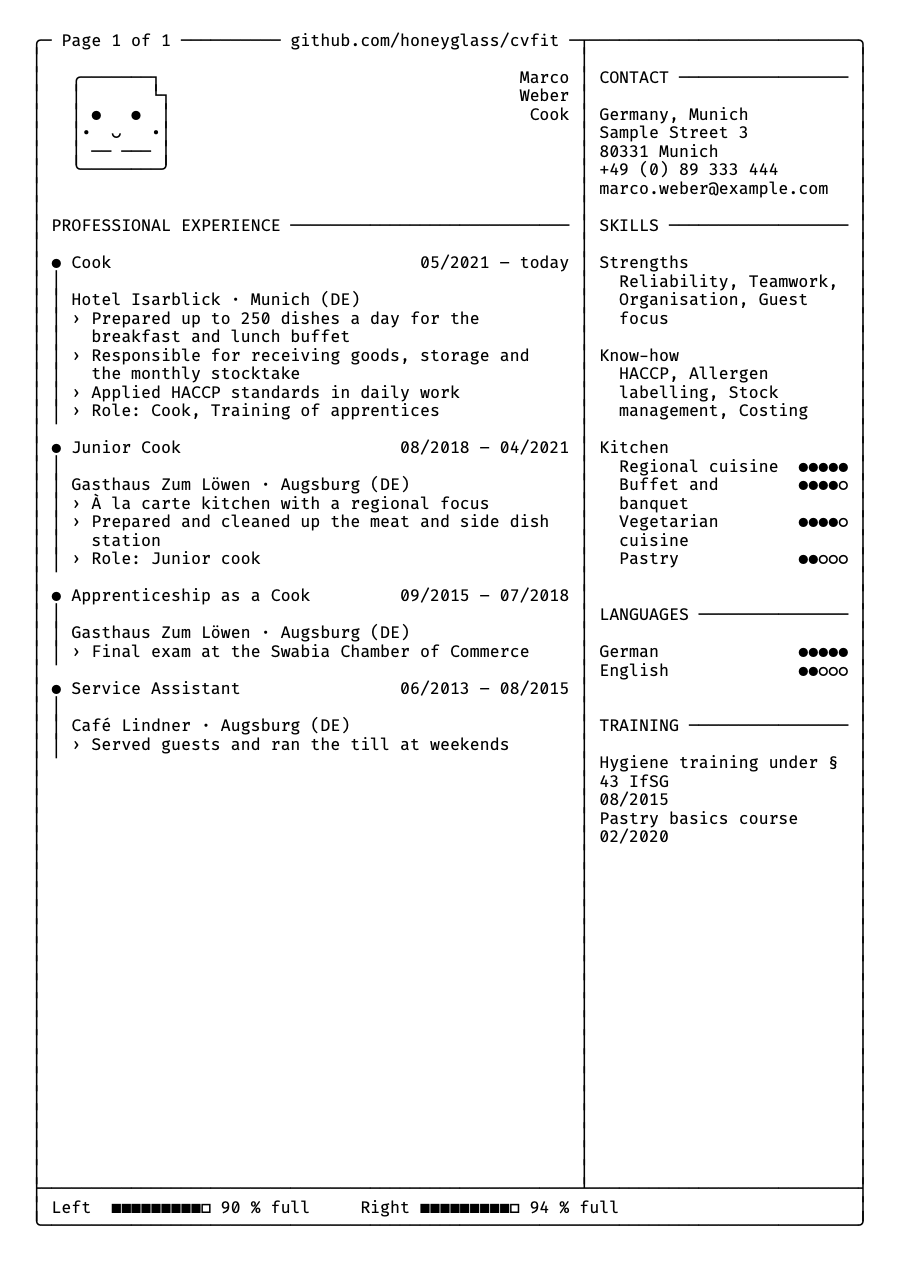 Page 1 of 1
github.com/honeyglass/cvfit
Marco
Weber
Cook
PROFESSIONAL EXPERIENCE
● Cook 05/2021 – today
Hotel Isarblick · Munich (DE)
› Prepared up to 250 dishes a day for the
breakfast and lunch buffet
› Responsible for receiving goods, storage and
the monthly stocktake
› Applied HACCP standards in daily work
› Role: Cook, Training of apprentices
● Junior Cook 08/2018 – 04/2021
Gasthaus Zum Löwen · Augsburg (DE)
› À la carte kitchen with a regional focus
› Prepared and cleaned up the meat and side dish
station
› Role: Junior cook
● Apprenticeship as a Cook 09/2015 – 07/2018
Gasthaus Zum Löwen · Augsburg (DE)
› Final exam at the Swabia Chamber of Commerce
● Service Assistant 06/2013 – 08/2015
Café Lindner · Augsburg (DE)
› Served guests and ran the till at weekends
CONTACT
Germany, Munich
Sample Street 3
80331 Munich
+49 (0) 89 333 444
marco.weber@example.com
SKILLS
Strengths
Reliability, Teamwork,
Organisation, Guest
focus
Know-how
HACCP, Allergen
labelling, Stock
management, Costing
Kitchen
Regional cuisine ●●●●●
Buffet and ●●●●○
banquet
Vegetarian ●●●●○
cuisine
Pastry ●●○○○
LANGUAGES
German ●●●●●
English ●●○○○
TRAINING
Hygiene training under §
43 IfSG
08/2015
Pastry basics course
02/2020
Left ■■■■■■■■■□ 90 % full Right ■■■■■■■■■□ 94 % full